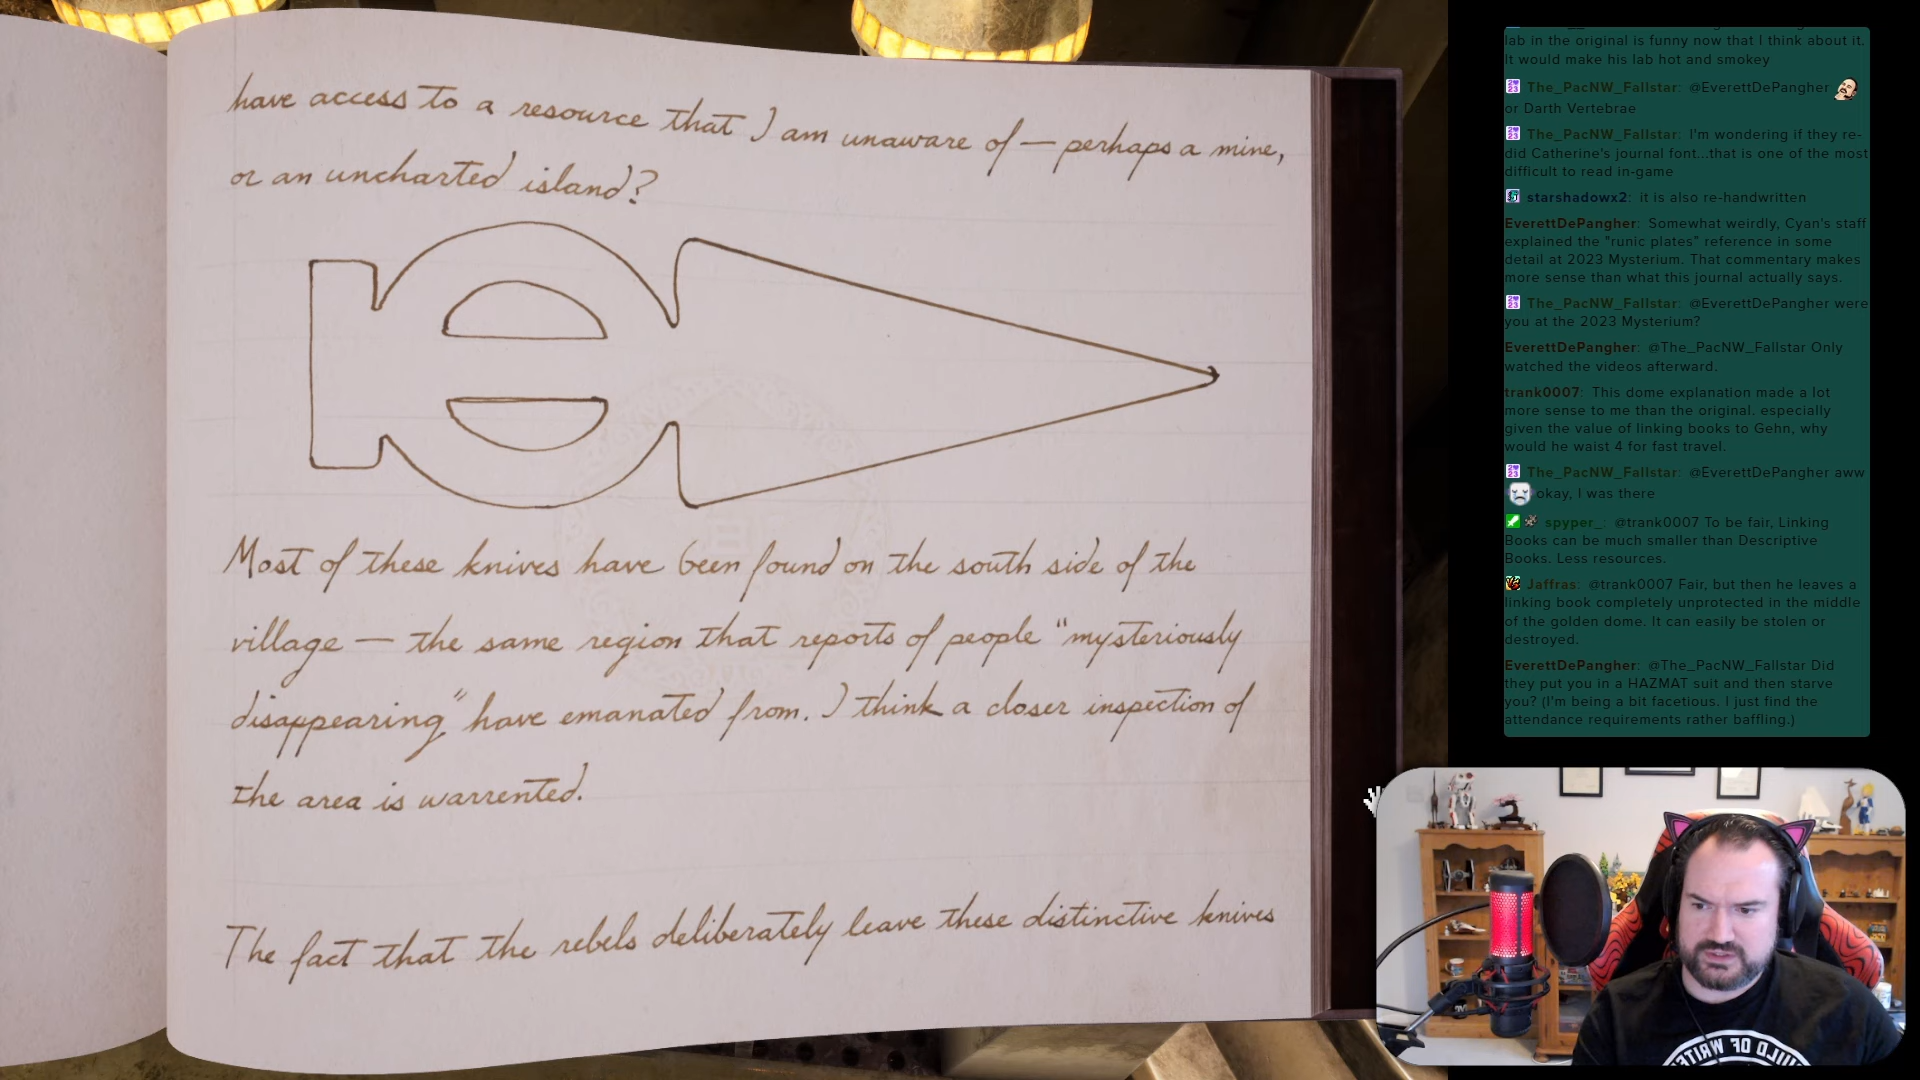 have access to a resource that I am unaware of — perhaps a mine,
or an uncharted island?
Most of these knives have been found on the south side of the
village — the same region that reports of people "mysteriously
disappearing" have emanated from. I think a closer inspection of
the area is warrented.
The fact that the rebels deliberately leave these distinctive knives
lab in the original is funny now that I think about it.
It would make his lab hot and smokey
The_PacNW_Fallstar: @EverettDePangher
or Darth Vertebrae
The_PacNW_Fallstar: I'm wondering if they re-
did Catherine's journal font...that is one of the most
difficult to read in-game
starshadowx2: it is also re-handwritten
EverettDePangher: Somewhat weirdly, Cyan's staff
explained the "runic plates" reference in some
detail at 2023 Mysterium. That commentary makes
more sense than what this journal actually says.
The_PacNW_Fallstar: @EverettDePangher were
you at the 2023 Mysterium?
EverettDePangher: @The_PacNW_Fallstar Only
watched the videos afterward.
trank0007: This dome explanation made a lot
more sense to me than the original. especially
given the value of linking books to Gehn, why
would he waist 4 for fast travel.
The_PacNW_Fallstar: @EverettDePangher aww
okay, I was there
spyper_: @trank0007 To be fair, Linking
Books can be much smaller than Descriptive
Books. Less resources.
Jaffras: @trank0007 Fair, but then he leaves a
linking book completely unprotected in the middle
of the golden dome. It can easily be stolen or
destroyed.
EverettDePangher: @The_PacNW_Fallstar Did
they put you in a HAZMAT suit and then starve
you? (I'm being a bit facetious. I just find the
attendance requirements rather baffling.)